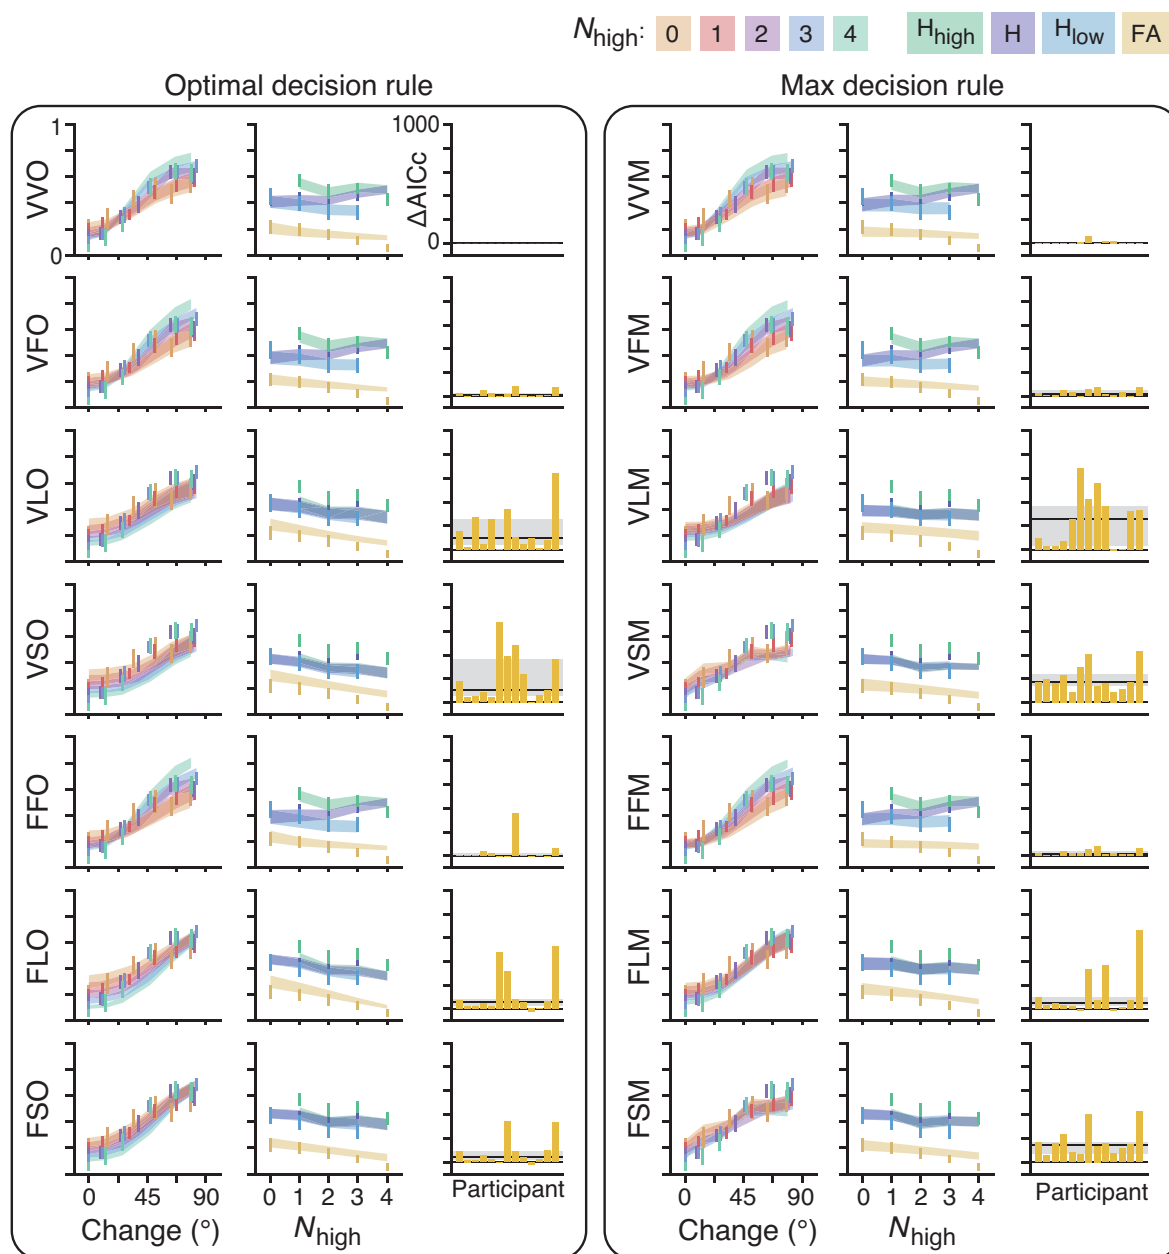 Nhigh: 0 1 2 3 4 Hhigh H Hlow FA
Optimal decision rule
Max decision rule
1
0
VVO
1000
ΔAICc
0
VVM
VFO
VFM
VLO
VLM
VSO
VSM
FFO
FFM
FLO
FLM
FSO
FSM
0 45 90
0 1 2 3 4
Participant
0 45 90
0 1 2 3 4
Participant
Change (°)
Nhigh
Change (°)
Nhigh